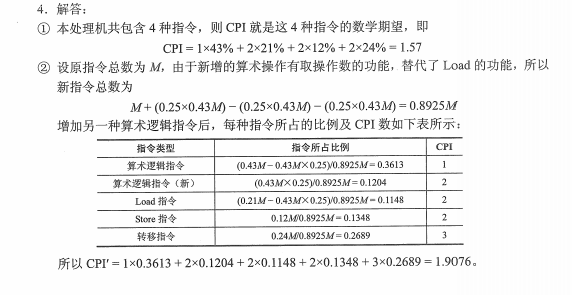 4．解答：
① 本处理机共包含 4 种指令，则 CPI 就是这 4 种指令的数学期望，即
CPI = 1×43% + 2×21% + 2×12% + 2×24% = 1.57
② 设原指令总数为 M，由于新增的算术操作有取操作数的功能，替代了 Load 的功能，所以
新指令总数为
M + (0.25×0.43M) − (0.25×0.43M) − (0.25×0.43M) = 0.8925M
增加另一种算术逻辑指令后，每种指令所占的比例及 CPI 数如下表所示：
指令类型 指令所占比例 CPI
算术逻辑指令 (0.43M − 0.43M×0.25)/0.8925M = 0.3613 1
算术逻辑指令（新） (0.43M×0.25)/0.8925M = 0.1204 2
Load 指令 (0.21M − 0.43M×0.25)/0.8925M = 0.1148 2
Store 指令 0.12M/0.8925M = 0.1348 2
转移指令 0.24M/0.8925M = 0.2689 3
所以 CPI′ = 1×0.3613 + 2×0.1204 + 2×0.1148 + 2×0.1348 + 3×0.2689 = 1.9076。